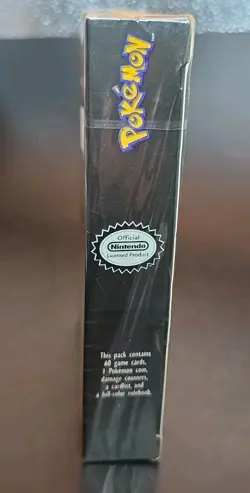 POKéMON
Official
Nintendo
Licensed Product
This pack contains
60 game cards,
1 Pokémon coin,
damage counters,
a cardlist, and
a full-color rulebook.